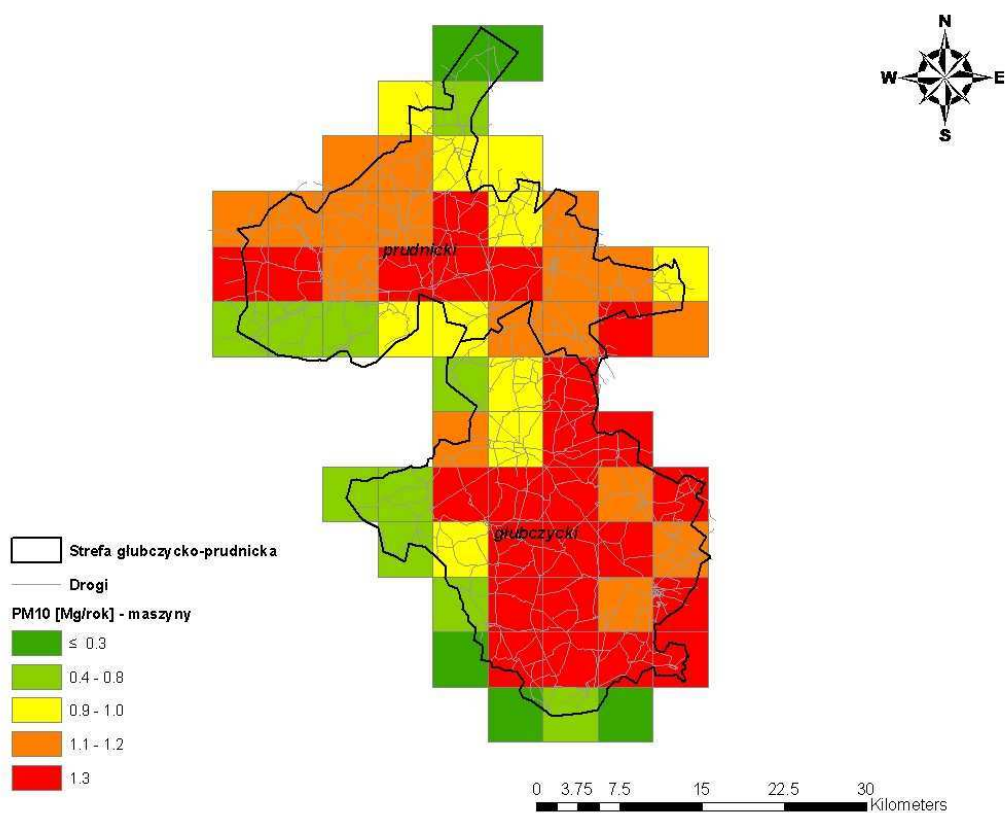 N
W E
S
prudnicki
głubczycki
Strefa głubczycko-prudnicka
Drogi
PM10 [Mg/rok] - maszyny
≤ 0.3
0.4 - 0.8
0.9 - 1.0
1.1 - 1.2
1.3
0 3.75 7.5 15 22.5 30
Kilometers